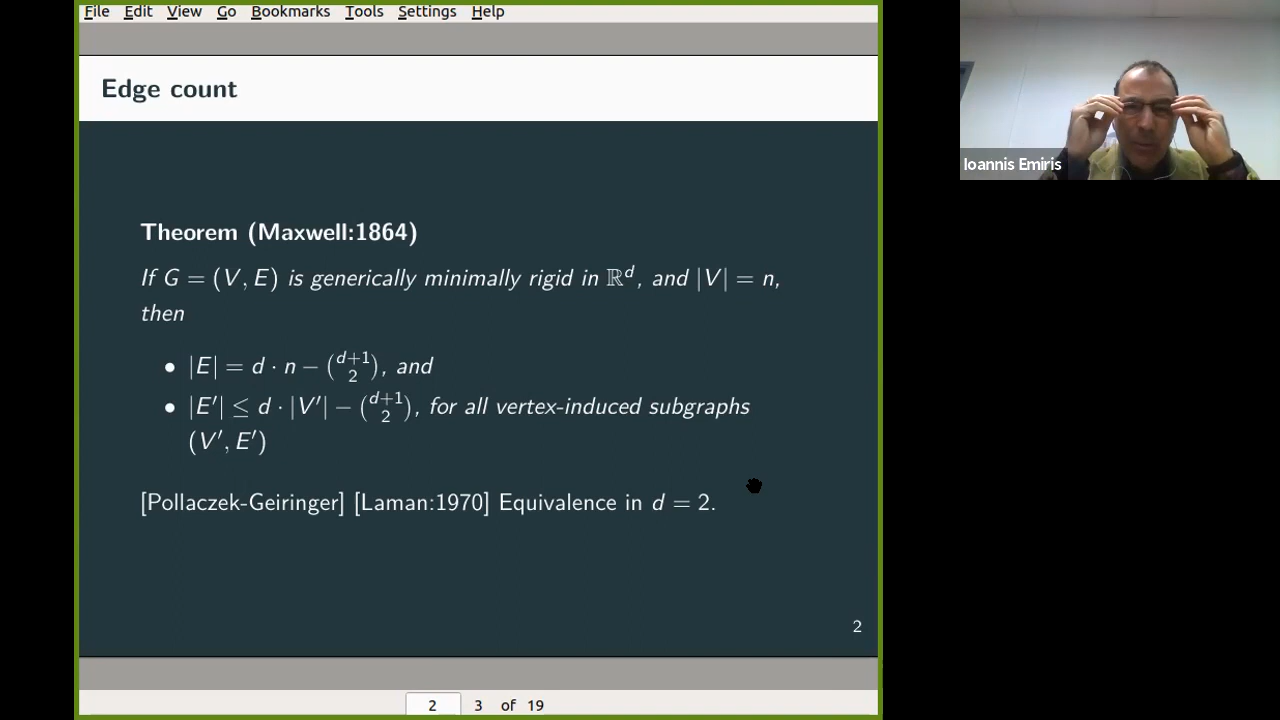 File Edit View Go Bookmarks Tools Settings Help
Edge count
Theorem (Maxwell:1864)
If G = (V, E) is generically minimally rigid in ℝ^d, and |V| = n,
then
• |E| = d · n − \binom{d+1}{2}, and
• |E′| ≤ d · |V′| − \binom{d+1}{2}, for all vertex-induced subgraphs
(V′, E′)
[Pollaczek-Geiringer] [Laman:1970] Equivalence in d = 2.
2
2 3 of 19
Ioannis Emiris